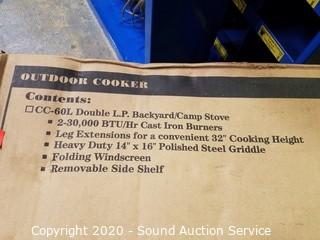 OUTDOOR COOKER
Contents:
☐ CC-60L Double L.P. Backyard/Camp Stove
▪ 2-30,000 BTU/Hr Cast Iron Burners
▪ Leg Extensions for a convenient 32" Cooking Height
▪ Heavy Duty 14" x 16" Polished Steel Griddle
▪ Folding Windscreen
▪ Removable Side Shelf
Copyright 2020 - Sound Auction Service